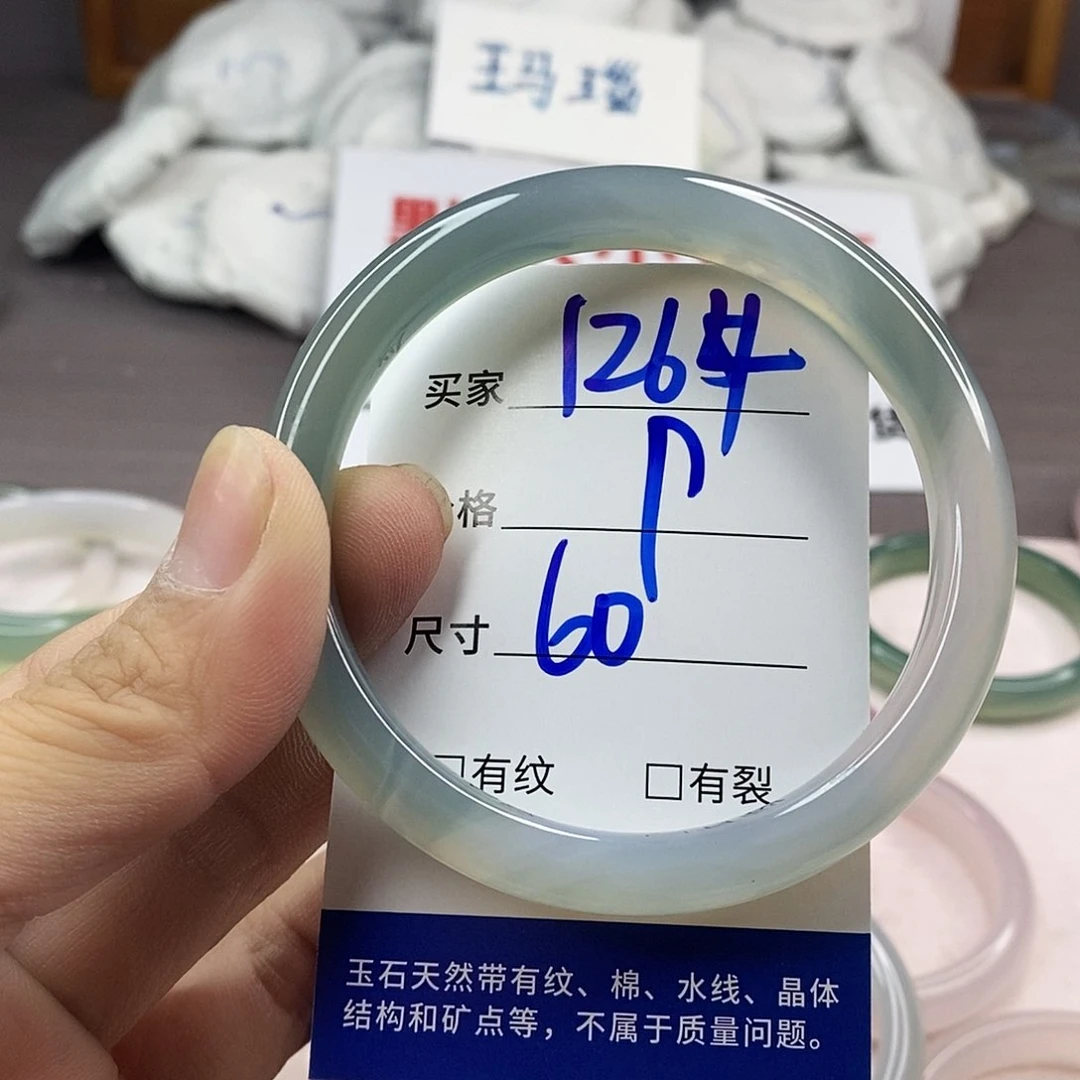 玉玛瑙
买家 1264
格
尺寸 60
□有纹 □有裂
玉石天然带有纹、棉、水线、晶体
结构和矿点等，不属于质量问题。